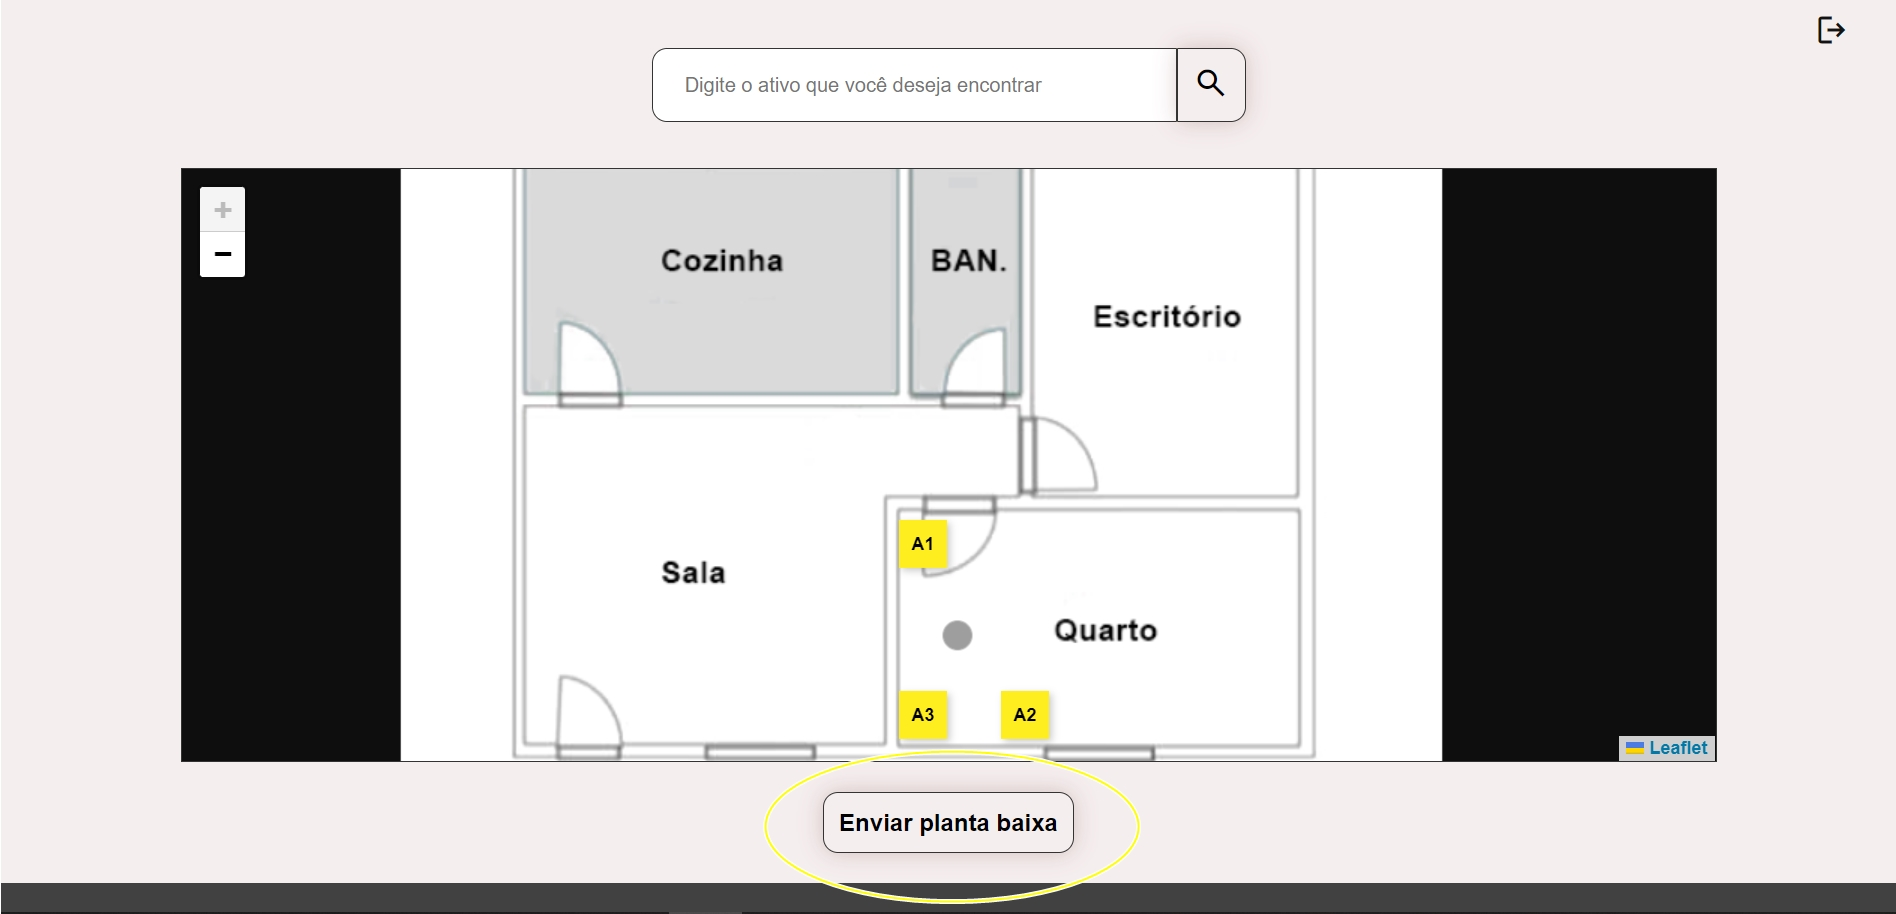 Digite o ativo que você deseja encontrar
+
−
Cozinha
BAN.
Escritório
A1
Sala
Quarto
A3
A2
Leaflet
Enviar planta baixa